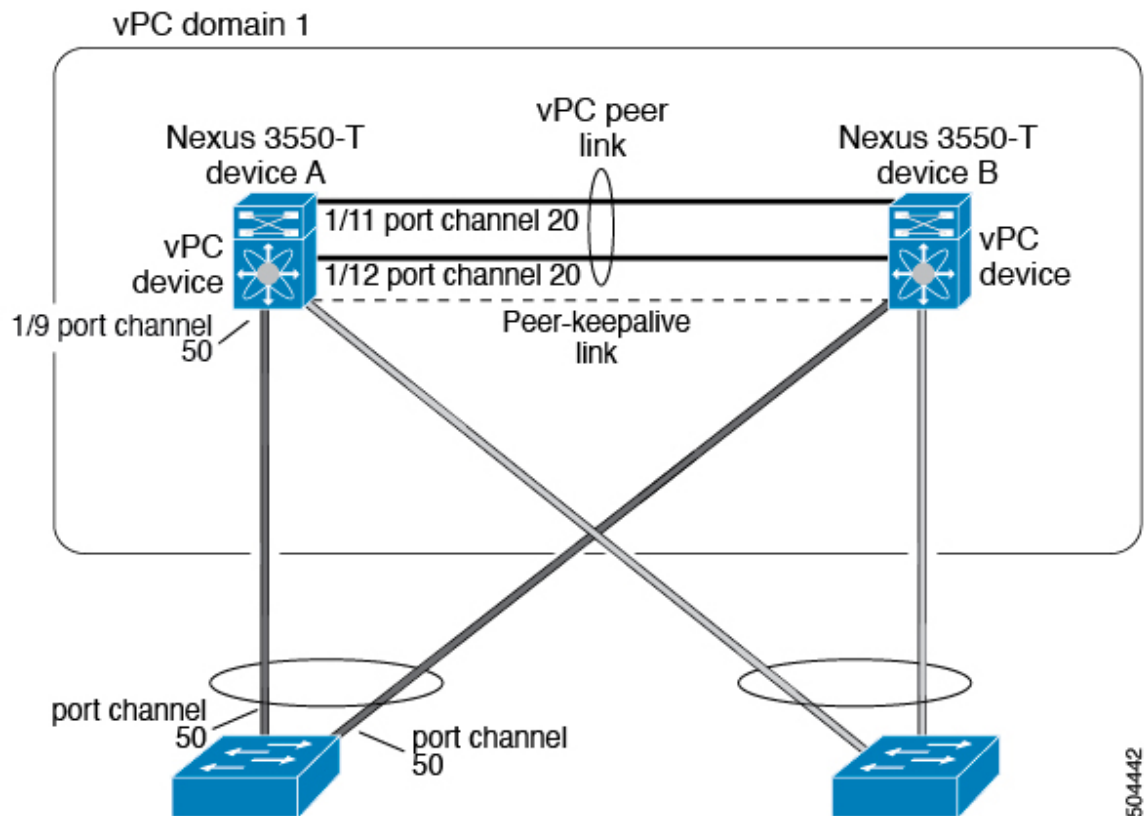 vPC domain 1
Nexus 3550-T
device A
vPC peer
link
Nexus 3550-T
device B
1/11 port channel 20
vPC
device
1/12 port channel 20
vPC
device
1/9 port channel
50
Peer-keepalive
link
port channel
50
port channel
50
504442